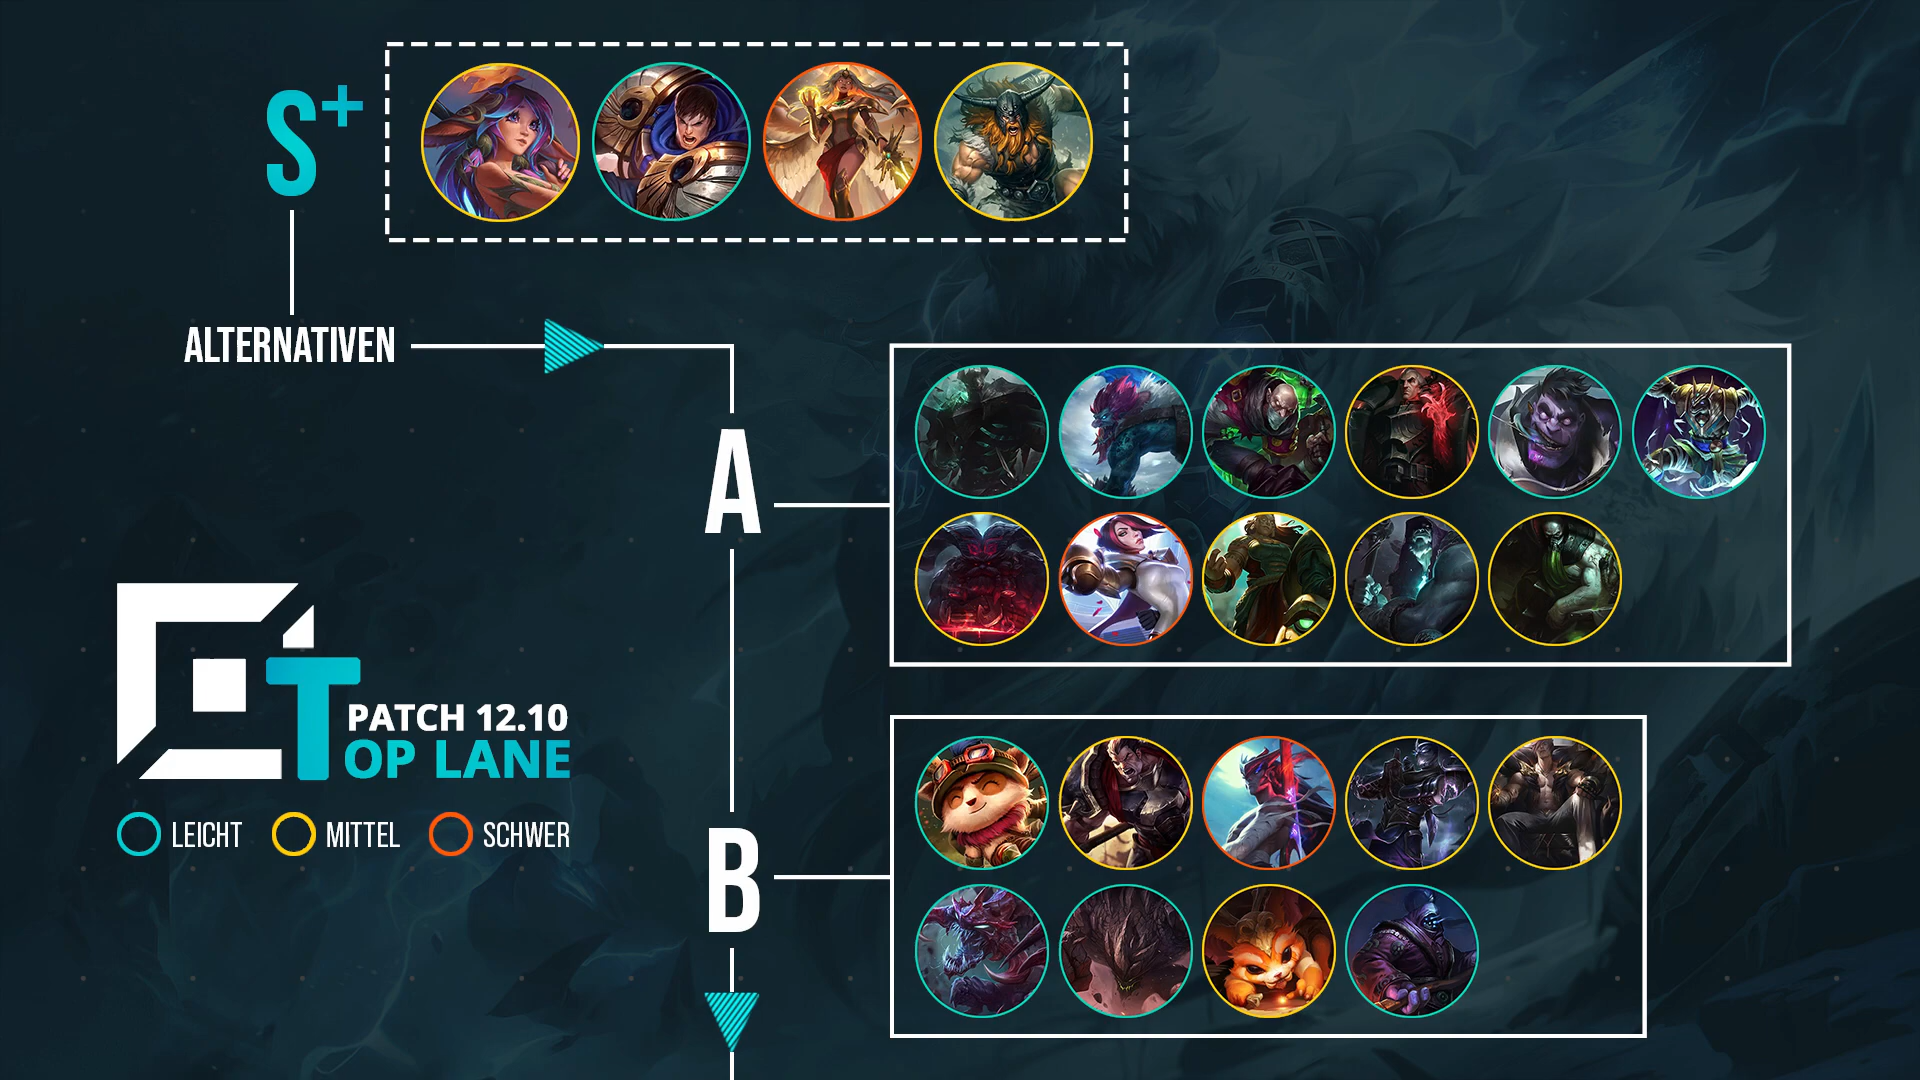 S+
ALTERNATIVEN
A
PATCH 12.10
TOP LANE
LEICHT
MITTEL
SCHWER
B